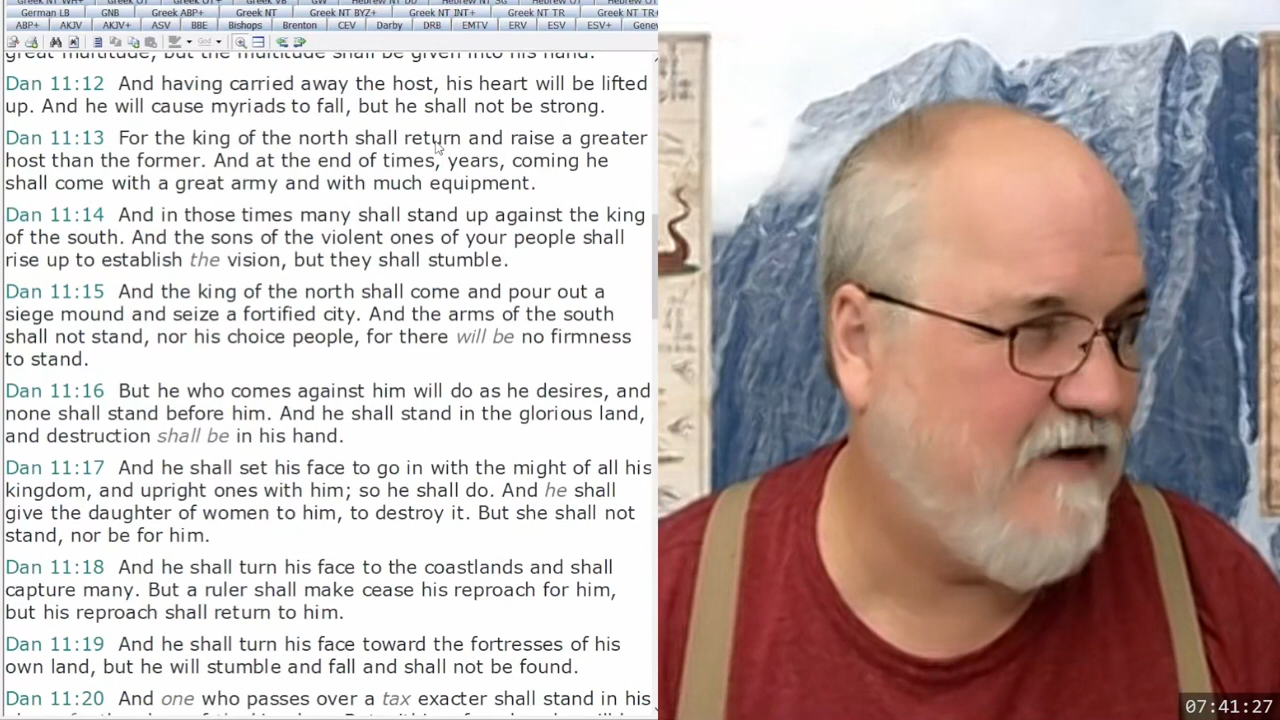 German LB GNB Greek ABP+ Greek NT Greek NT BYZ+ Greek NT INT+ Greek NT TR Greek NT TR+
ABP+ AKJV AKJV+ ASV BBE Bishops Brenton CEV Darby DRB EMTV ERV ESV ESV+
great multitude, but the multitude shall be given into his hand.
Dan 11:12 And having carried away the host, his heart will be lifted
up. And he will cause myriads to fall, but he shall not be strong.
Dan 11:13 For the king of the north shall return and raise a greater
host than the former. And at the end of times, years, coming he
shall come with a great army and with much equipment.
Dan 11:14 And in those times many shall stand up against the king
of the south. And the sons of the violent ones of your people shall
rise up to establish the vision, but they shall stumble.
Dan 11:15 And the king of the north shall come and pour out a
siege mound and seize a fortified city. And the arms of the south
shall not stand, nor his choice people, for there will be no firmness
to stand.
Dan 11:16 But he who comes against him will do as he desires, and
none shall stand before him. And he shall stand in the glorious land,
and destruction shall be in his hand.
Dan 11:17 And he shall set his face to go in with the might of all his
kingdom, and upright ones with him; so he shall do. And he shall
give the daughter of women to him, to destroy it. But she shall not
stand, nor be for him.
Dan 11:18 And he shall turn his face to the coastlands and shall
capture many. But a ruler shall make cease his reproach for him,
but his reproach shall return to him.
Dan 11:19 And he shall turn his face toward the fortresses of his
own land, but he will stumble and fall and shall not be found.
Dan 11:20 And one who passes over a tax exacter shall stand in his
07:41:27